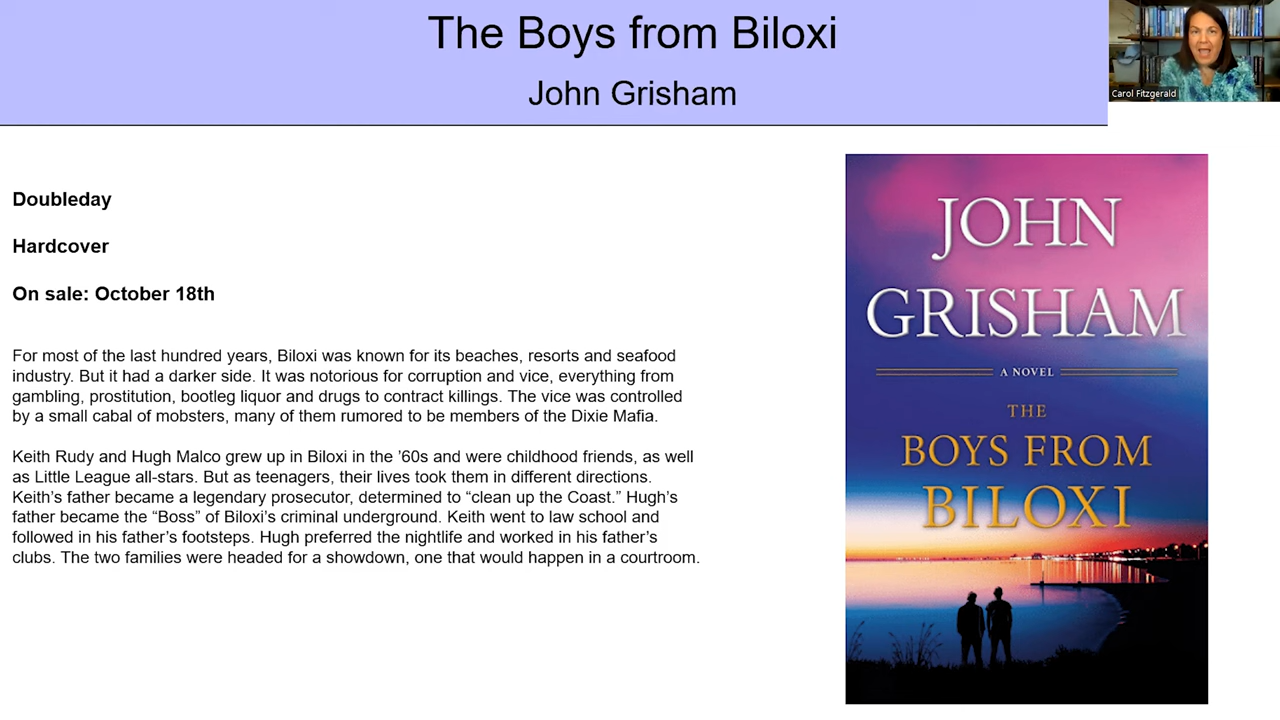 The Boys from Biloxi
John Grisham
Carol Fitzgerald
Doubleday
Hardcover
On sale: October 18th
For most of the last hundred years, Biloxi was known for its beaches, resorts and seafood
industry. But it had a darker side. It was notorious for corruption and vice, everything from
gambling, prostitution, bootleg liquor and drugs to contract killings. The vice was controlled
by a small cabal of mobsters, many of them rumored to be members of the Dixie Mafia.
Keith Rudy and Hugh Malco grew up in Biloxi in the ’60s and were childhood friends, as well
as Little League all-stars. But as teenagers, their lives took them in different directions.
Keith’s father became a legendary prosecutor, determined to “clean up the Coast.” Hugh’s
father became the “Boss” of Biloxi’s criminal underground. Keith went to law school and
followed in his father’s footsteps. Hugh preferred the nightlife and worked in his father’s
clubs. The two families were headed for a showdown, one that would happen in a courtroom.
JOHN
GRISHAM
A NOVEL
THE
BOYS FROM
BILOXI